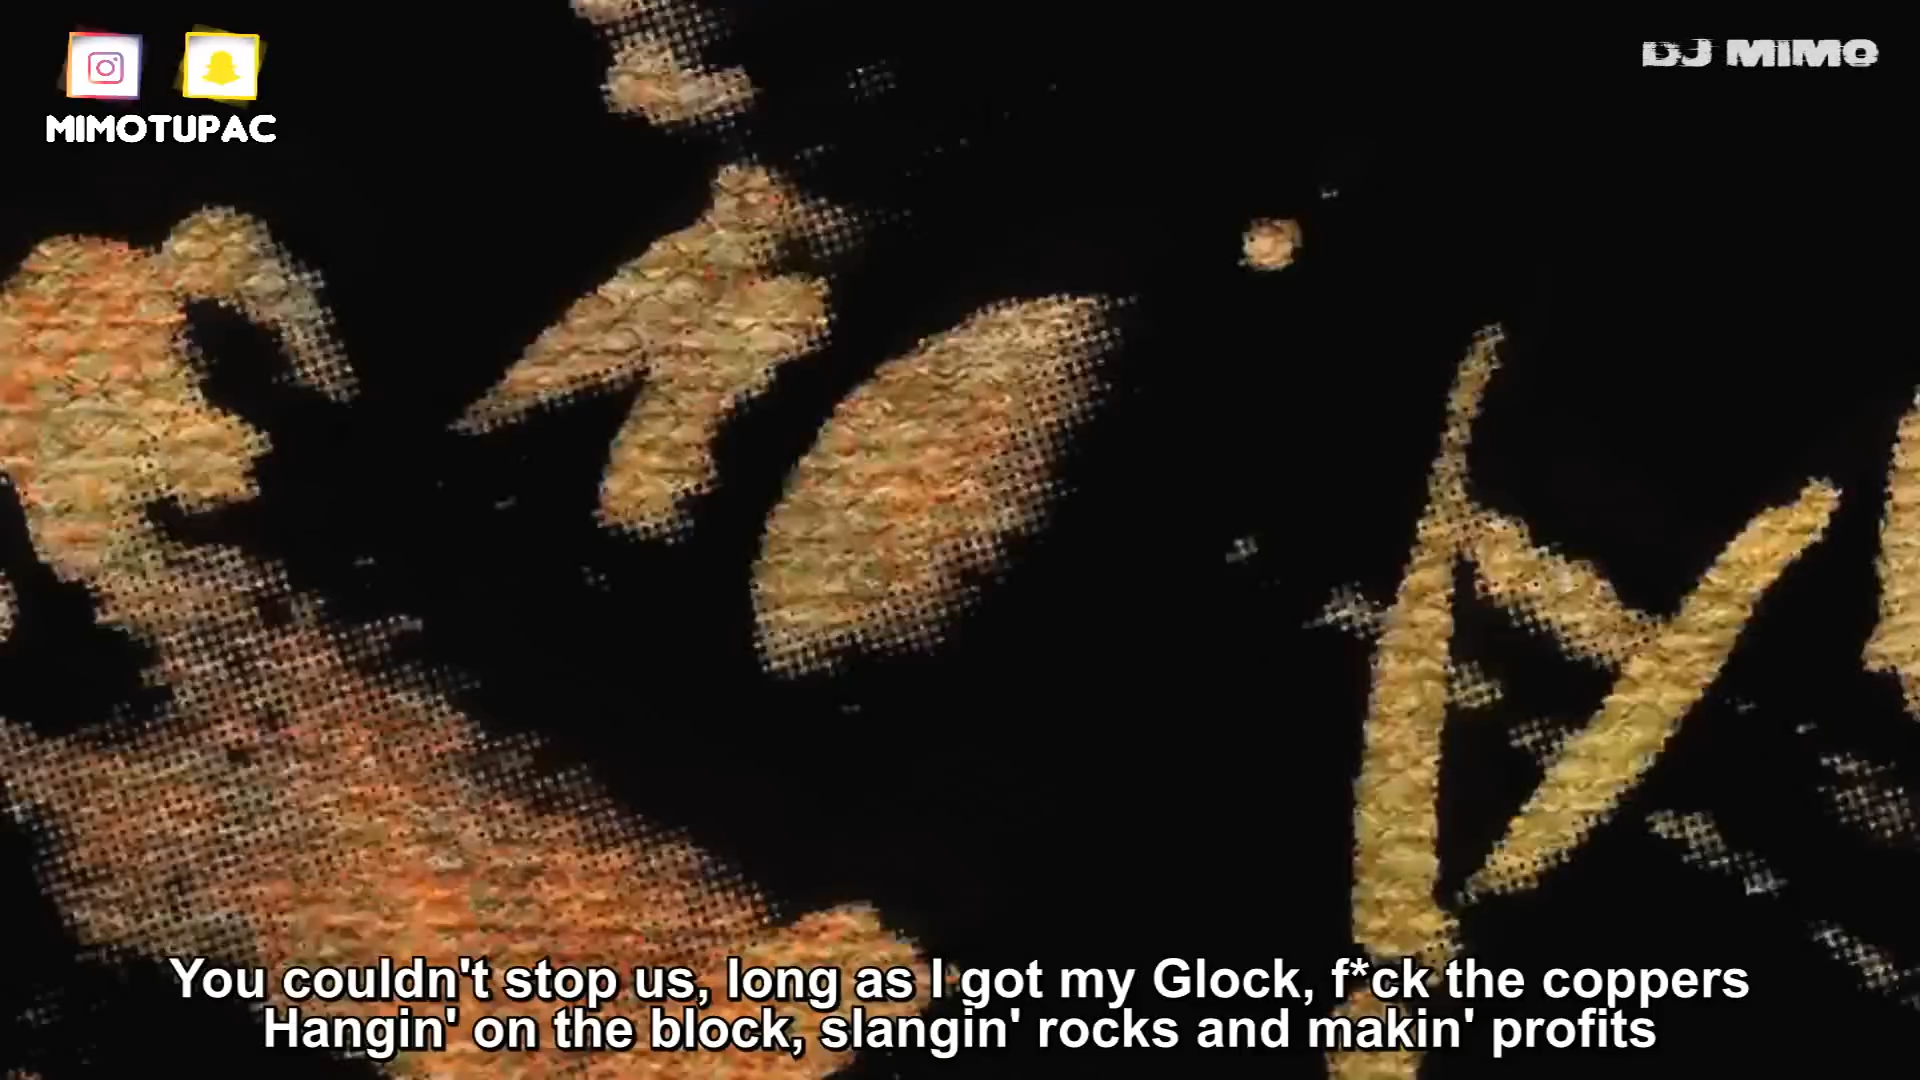 DJ MIMO
MIMOTUPAC
You couldn't stop us, long as I got my Glock, f*ck the coppers
Hangin' on the block, slangin' rocks and makin' profits